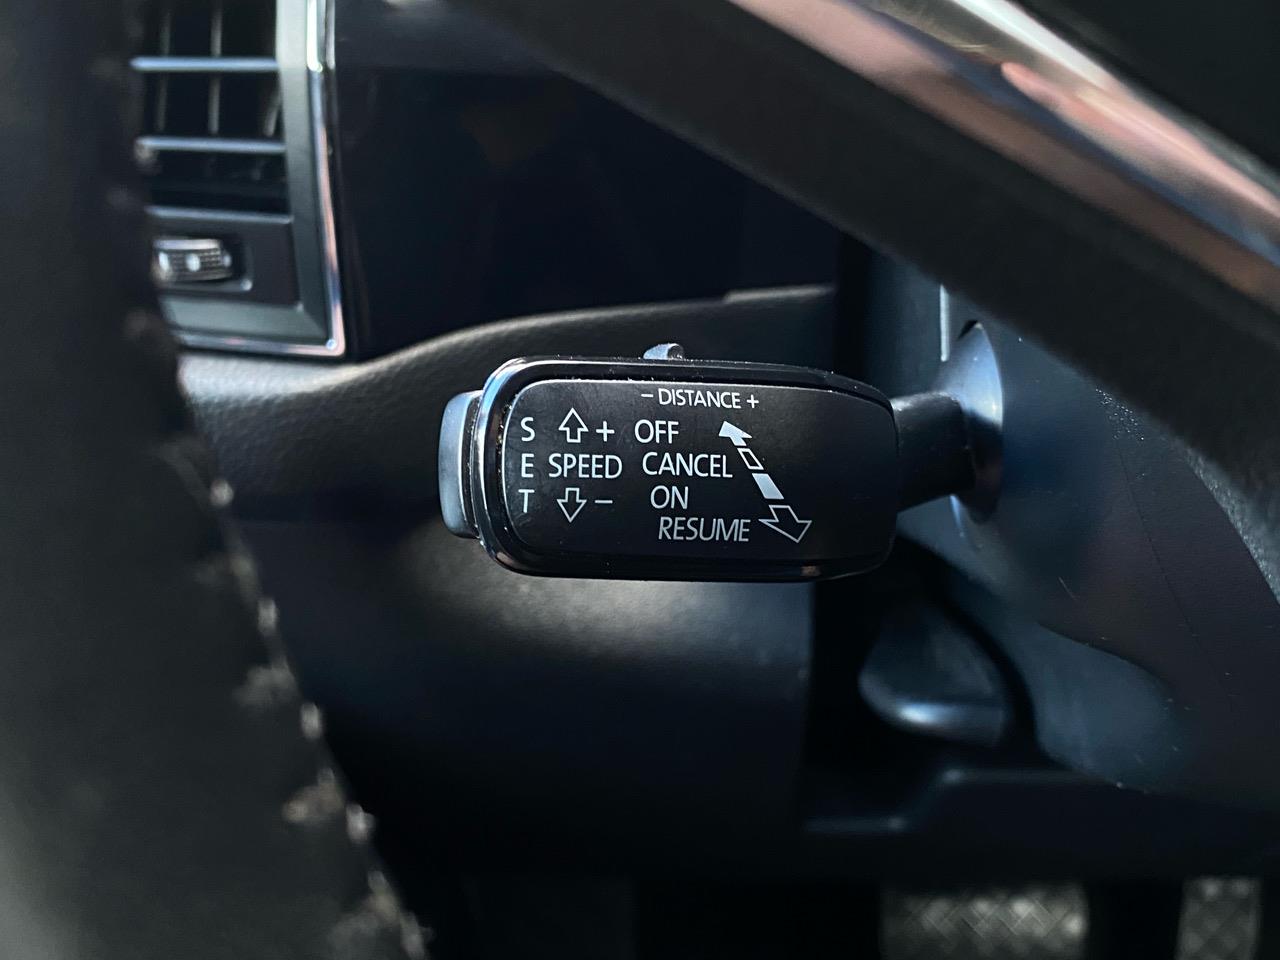 - DISTANCE +
S + OFF
E SPEED CANCEL
T - ON
RESUME